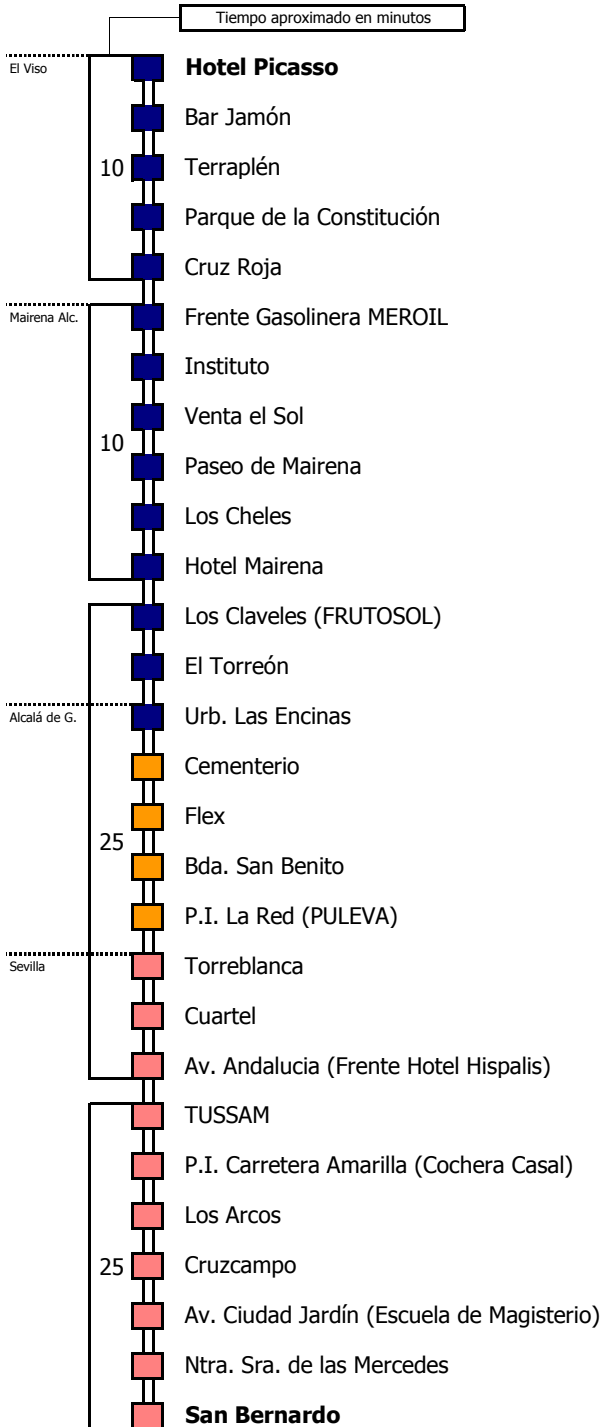 Tiempo aproximado en minutos
El Viso
Hotel Picasso
Bar Jamón
10
Terraplén
Parque de la Constitución
Cruz Roja
Mairena Alc.
Frente Gasolinera MEROIL
Instituto
Venta el Sol
10
Paseo de Mairena
Los Cheles
Hotel Mairena
Los Claveles (FRUTOSOL)
El Torreón
Alcalá de G.
Urb. Las Encinas
Cementerio
Flex
25
Bda. San Benito
P.I. La Red (PULEVA)
Sevilla
Torreblanca
Cuartel
Av. Andalucia (Frente Hotel Hispalis)
TUSSAM
P.I. Carretera Amarilla (Cochera Casal)
Los Arcos
25
Cruzcampo
Av. Ciudad Jardín (Escuela de Magisterio)
Ntra. Sra. de las Mercedes
San Bernardo